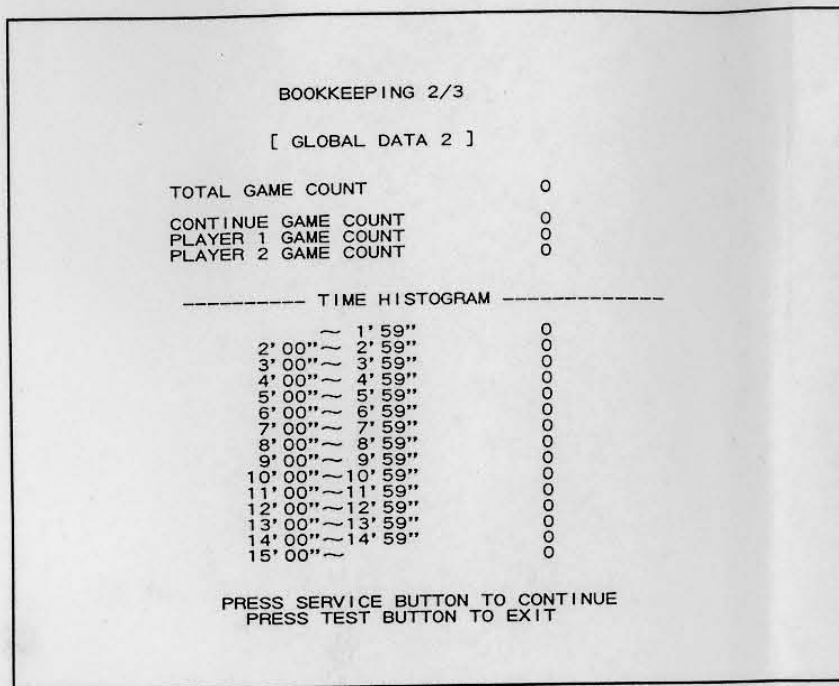 BOOKKEEPING 2/3
[ GLOBAL DATA 2 ]
TOTAL GAME COUNT 0
CONTINUE GAME COUNT 0
PLAYER 1 GAME COUNT 0
PLAYER 2 GAME COUNT 0
---------- TIME HISTOGRAM -------------
~ 1' 59" 0
2' 00"~ 2' 59" 0
3' 00"~ 3' 59" 0
4' 00"~ 4' 59" 0
5' 00"~ 5' 59" 0
6' 00"~ 6' 59" 0
7' 00"~ 7' 59" 0
8' 00"~ 8' 59" 0
9' 00"~ 9' 59" 0
10' 00"~10' 59" 0
11' 00"~11' 59" 0
12' 00"~12' 59" 0
13' 00"~13' 59" 0
14' 00"~14' 59" 0
15' 00"~ 0
PRESS SERVICE BUTTON TO CONTINUE
PRESS TEST BUTTON TO EXIT